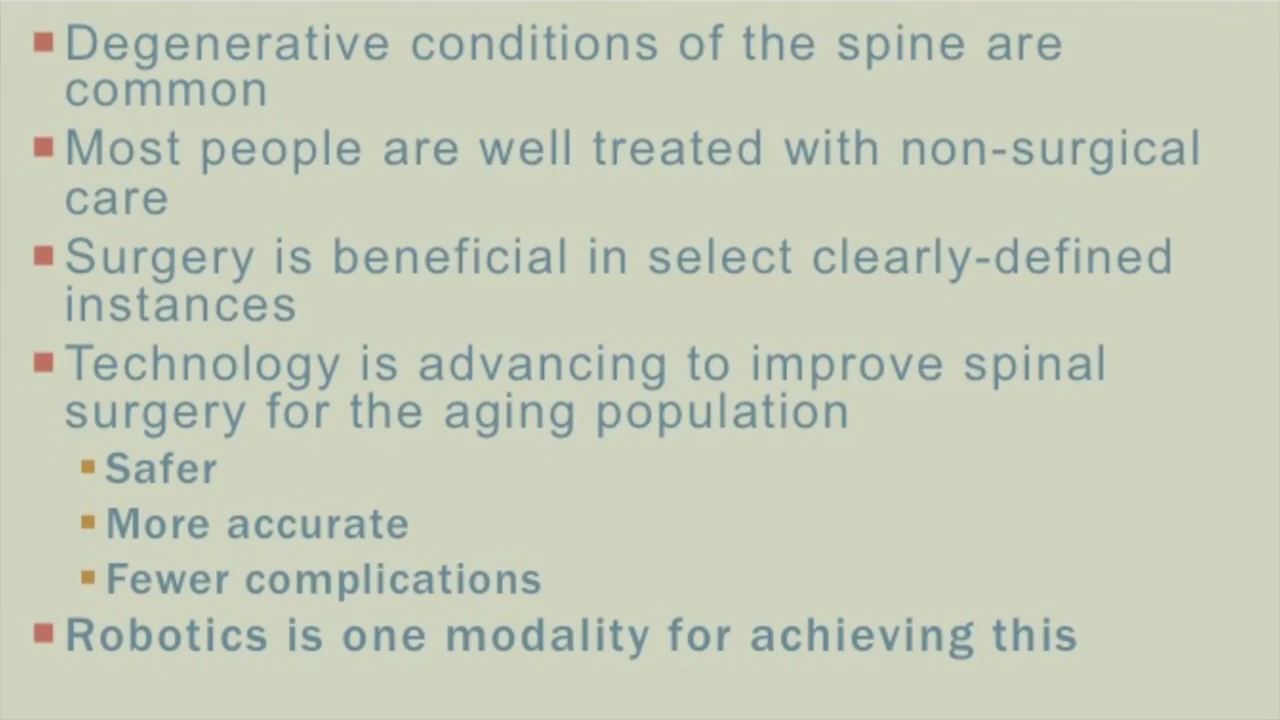 Degenerative conditions of the spine are
common
Most people are well treated with non-surgical
care
Surgery is beneficial in select clearly-defined
instances
Technology is advancing to improve spinal
surgery for the aging population
Safer
More accurate
Fewer complications
Robotics is one modality for achieving this